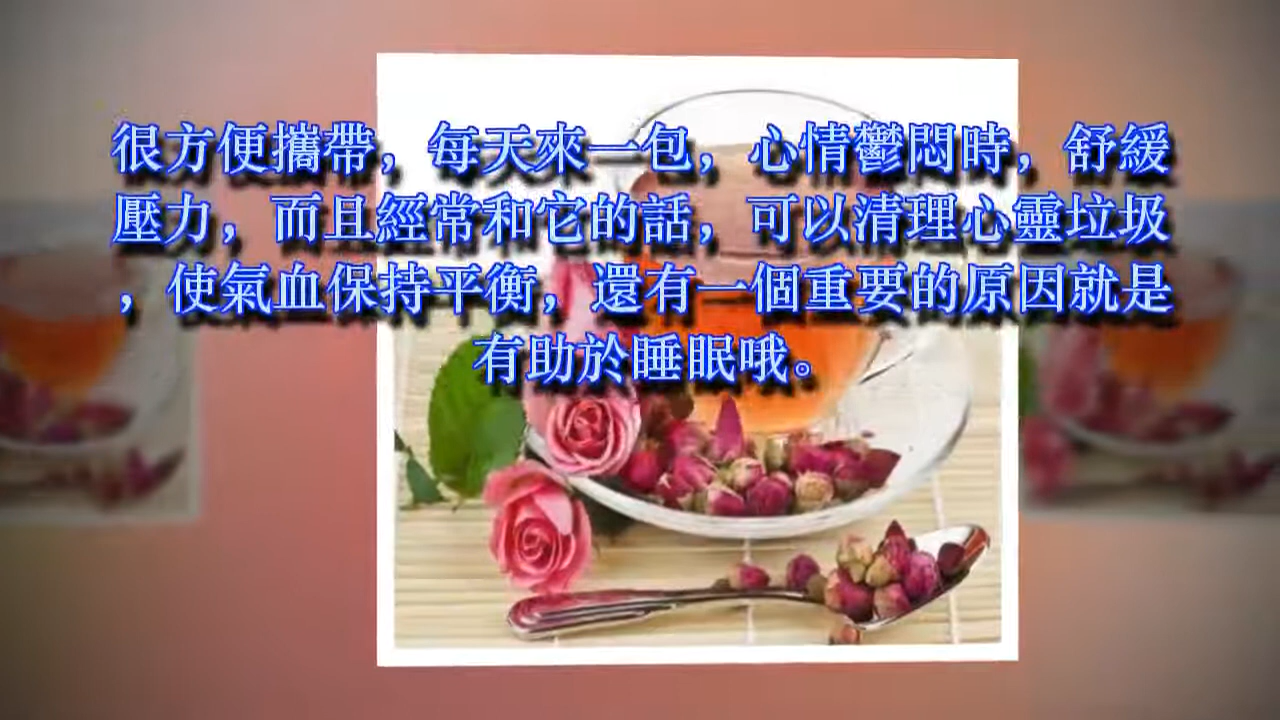 很方便攜帶，每天來一包，心情鬱悶時，舒緩
壓力，而且經常和它的話，可以清理心靈垃圾
，使氣血保持平衡，還有一個重要的原因就是
有助於睡眠哦。